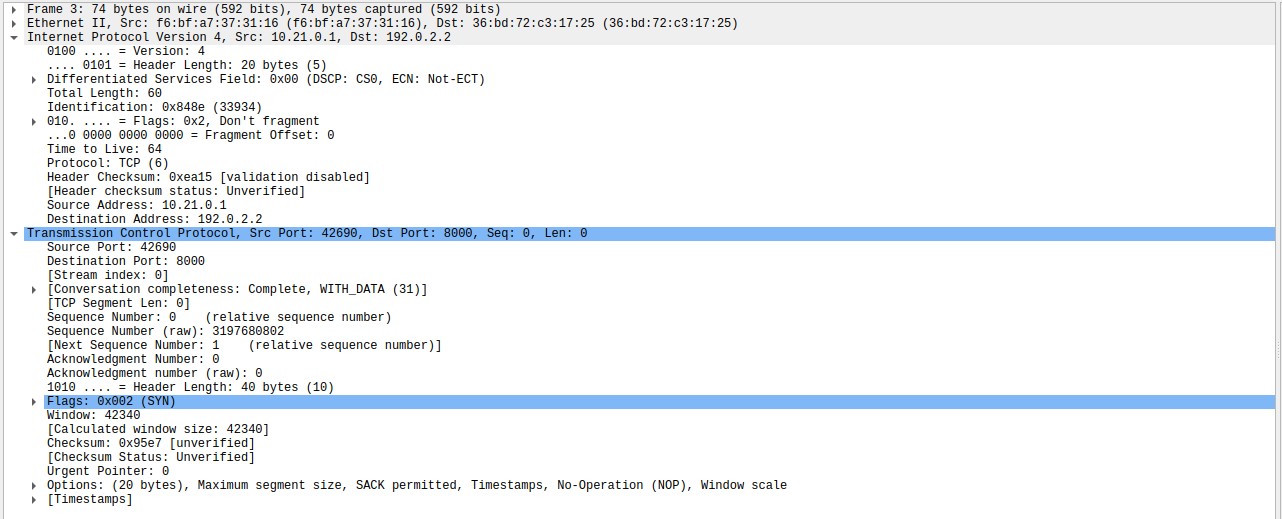 Frame 3: 74 bytes on wire (592 bits), 74 bytes captured (592 bits)
Ethernet II, Src: f6:bf:a7:37:31:16 (f6:bf:a7:37:31:16), Dst: 36:bd:72:c3:17:25 (36:bd:72:c3:17:25)
Internet Protocol Version 4, Src: 10.21.0.1, Dst: 192.0.2.2
0100 .... = Version: 4
.... 0101 = Header Length: 20 bytes (5)
Differentiated Services Field: 0x00 (DSCP: CS0, ECN: Not-ECT)
Total Length: 60
Identification: 0x848e (33934)
010. .... = Flags: 0x2, Don't fragment
...0 0000 0000 0000 = Fragment Offset: 0
Time to Live: 64
Protocol: TCP (6)
Header Checksum: 0xea15 [validation disabled]
[Header checksum status: Unverified]
Source Address: 10.21.0.1
Destination Address: 192.0.2.2
Transmission Control Protocol, Src Port: 42690, Dst Port: 8000, Seq: 0, Len: 0
Source Port: 42690
Destination Port: 8000
[Stream index: 0]
[Conversation completeness: Complete, WITH_DATA (31)]
[TCP Segment Len: 0]
Sequence Number: 0    (relative sequence number)
Sequence Number (raw): 3197680802
[Next Sequence Number: 1    (relative sequence number)]
Acknowledgment Number: 0
Acknowledgment number (raw): 0
1010 .... = Header Length: 40 bytes (10)
Flags: 0x002 (SYN)
Window: 42340
[Calculated window size: 42340]
Checksum: 0x95e7 [unverified]
[Checksum Status: Unverified]
Urgent Pointer: 0
Options: (20 bytes), Maximum segment size, SACK permitted, Timestamps, No-Operation (NOP), Window scale
[Timestamps]